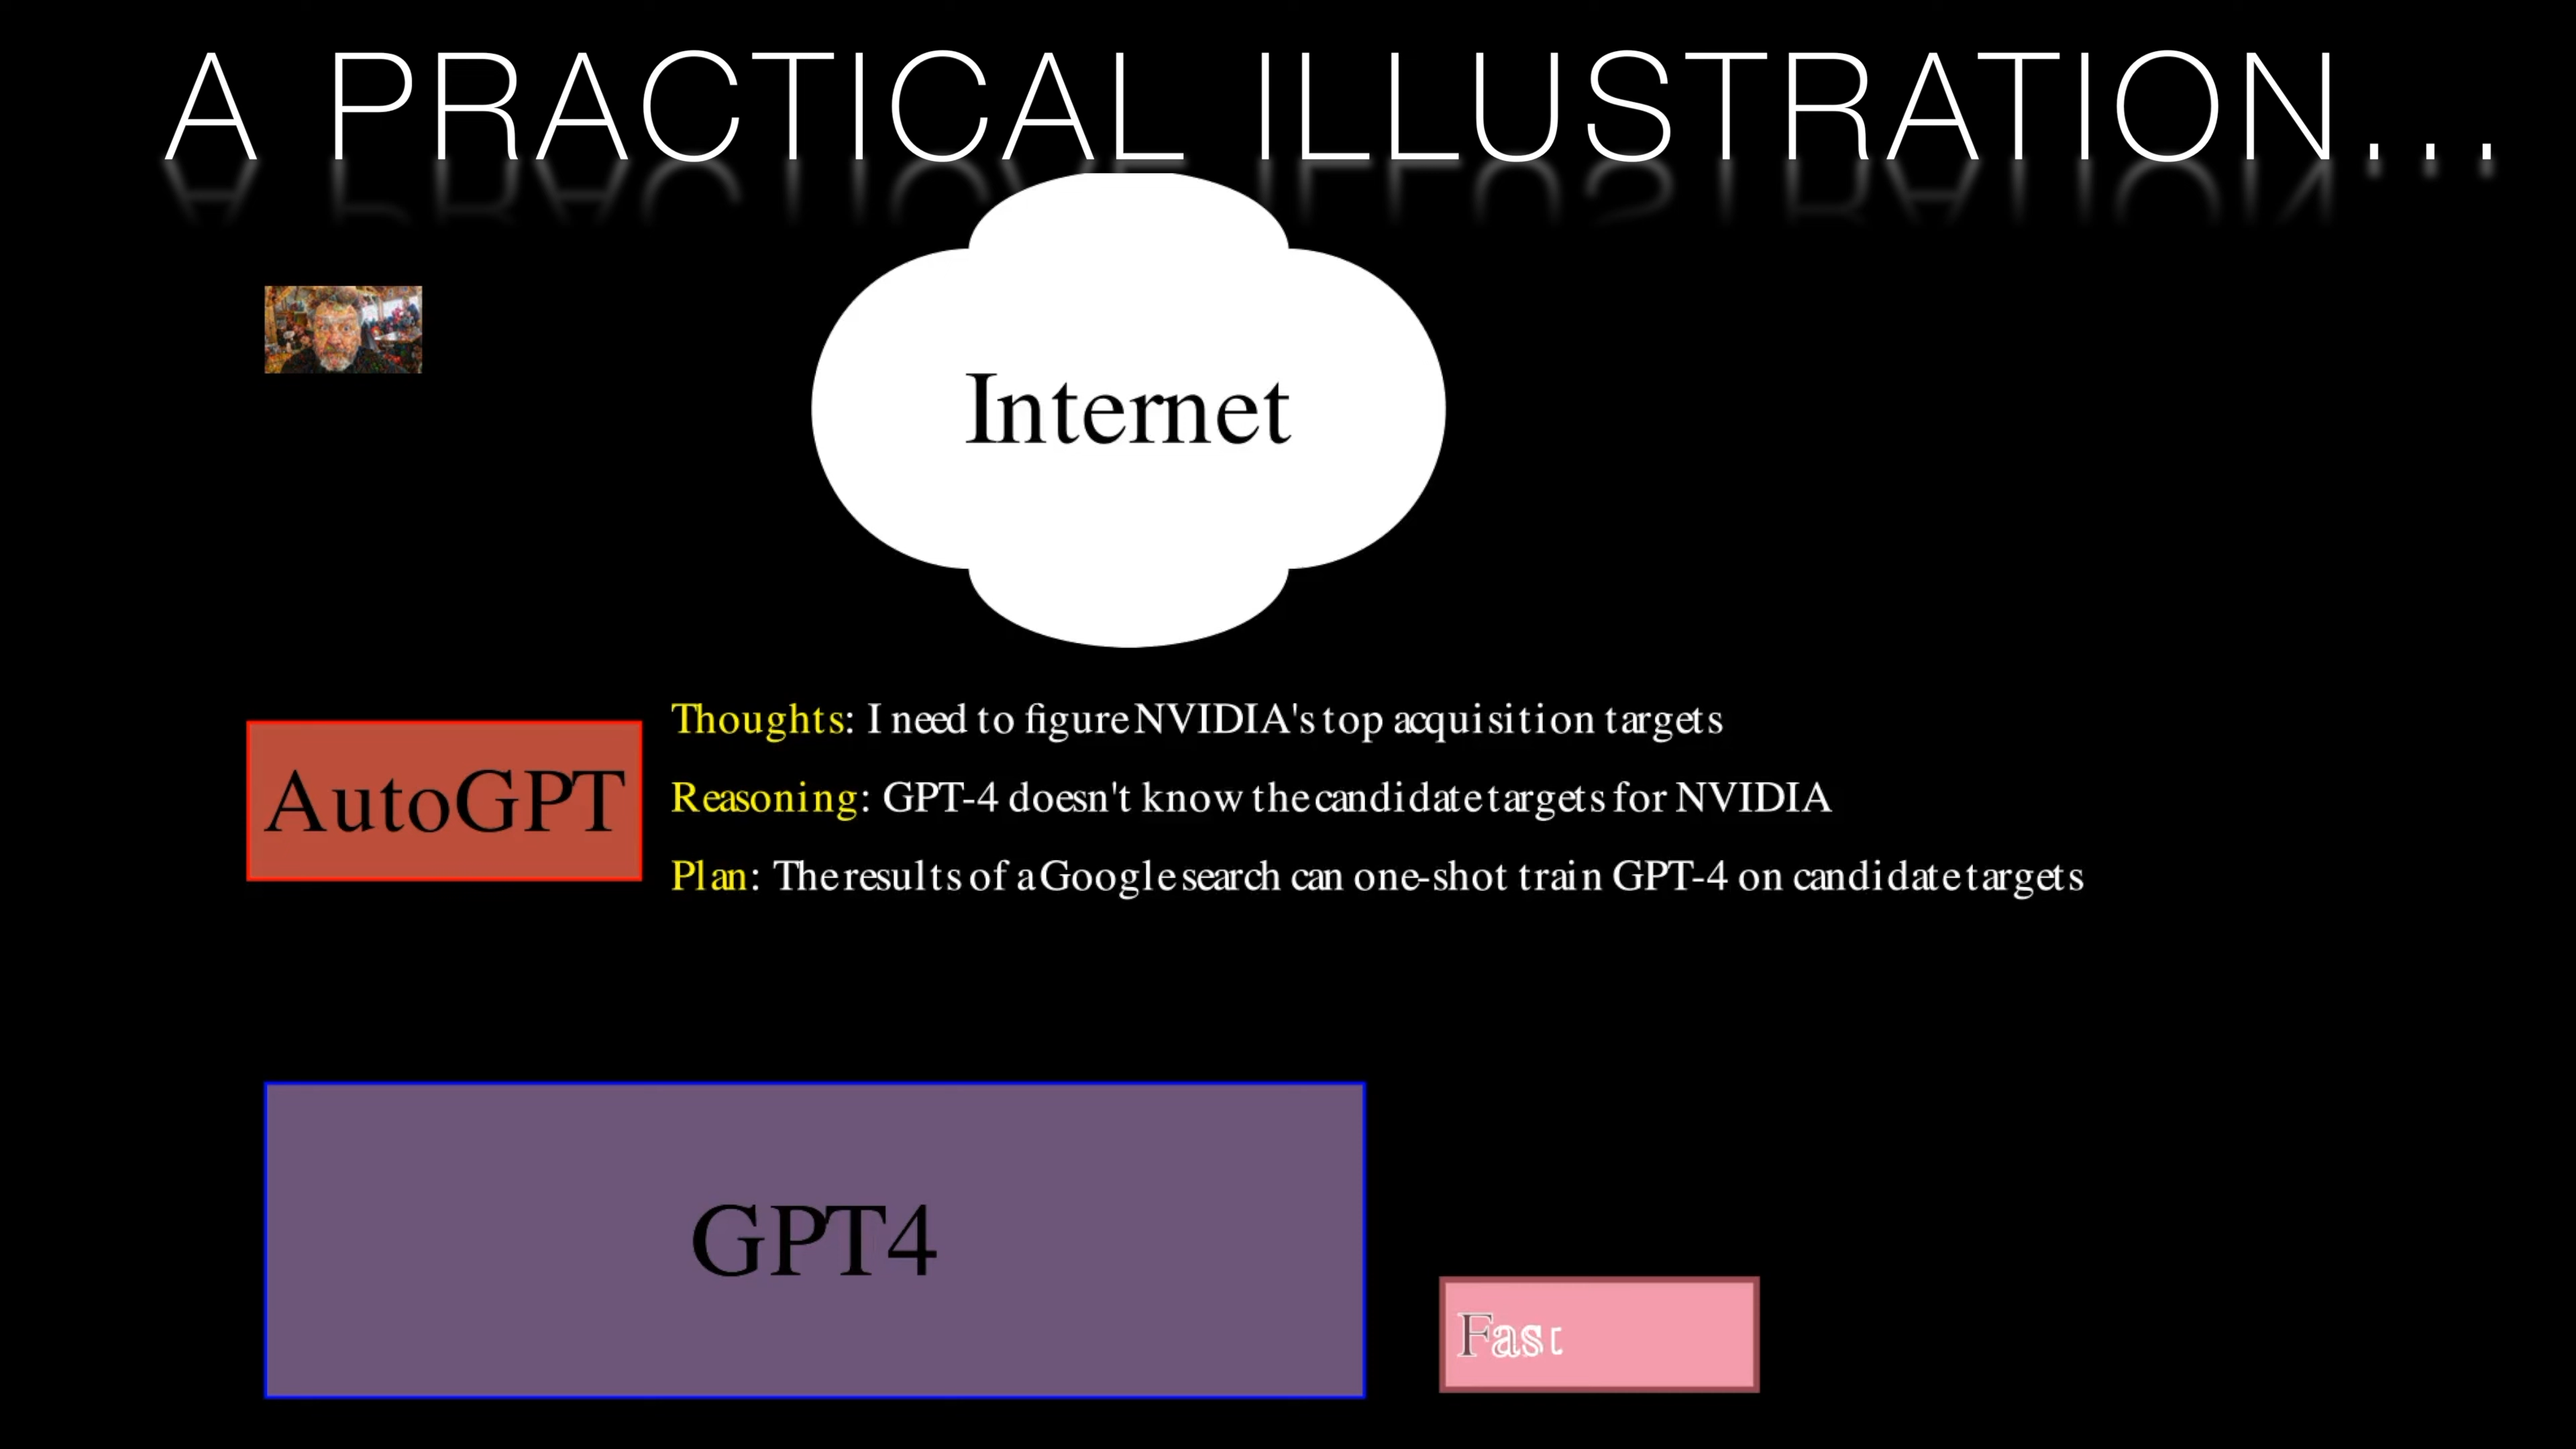 A PRACTICAL ILLUSTRATION...
Internet
AutoGPT
Thoughts: I need to figure NVIDIA's top acquisition targets
Reasoning: GPT-4 doesn't know the candidate targets for NVIDIA
Plan: The results of a Google search can one-shot train GPT-4 on candidate targets
GPT4
Fast